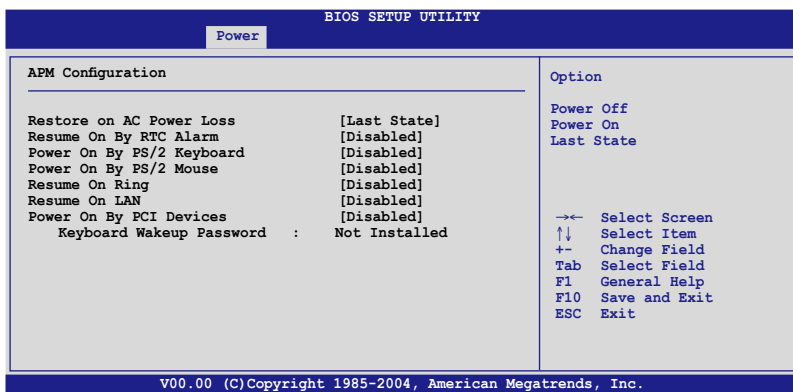 BIOS SETUP UTILITY
Power
APM Configuration
Restore on AC Power Loss [Last State]
Resume On By RTC Alarm [Disabled]
Power On By PS/2 Keyboard [Disabled]
Power On By PS/2 Mouse [Disabled]
Resume On Ring [Disabled]
Resume On LAN [Disabled]
Power On By PCI Devices [Disabled]
Keyboard Wakeup Password : Not Installed
Option
Power Off
Power On
Last State
→← Select Screen
↑↓ Select Item
+- Change Field
Tab Select Field
F1 General Help
F10 Save and Exit
ESC Exit
V00.00 (C)Copyright 1985-2004, American Megatrends, Inc.